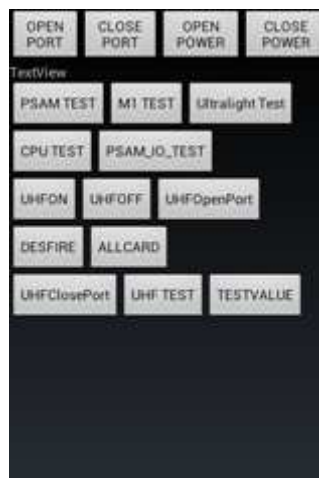 OPEN PORT CLOSE PORT OPEN POWER CLOSE POWER
TextView
PSAM TEST M1 TEST Ultralight Test
CPU TEST PSAM_IO_TEST
UHFON UHFOFF UHFOpenPort
DESFIRE ALLCARD
UHFClosePort UHF TEST TESTVALUE